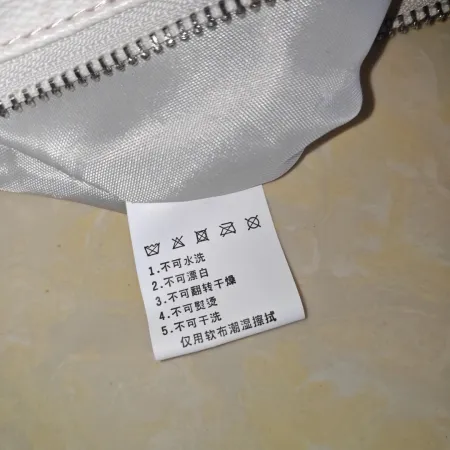 1.不可水洗
2.不可漂白
3.不可翻转干燥
4.不可熨烫
5.不可干洗
仅用软布潮湿擦拭